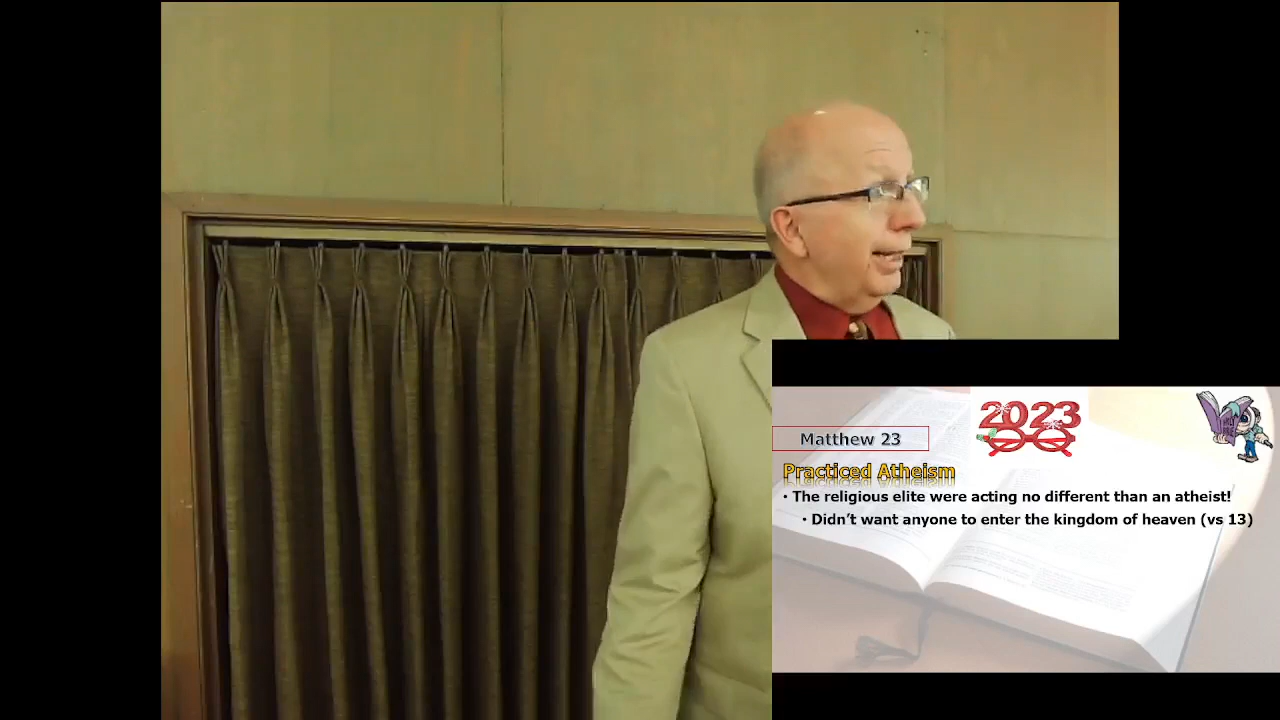 2023
Matthew 23
Practiced Atheism
• The religious elite were acting no different than an atheist!
• Didn't want anyone to enter the kingdom of heaven (vs 13)